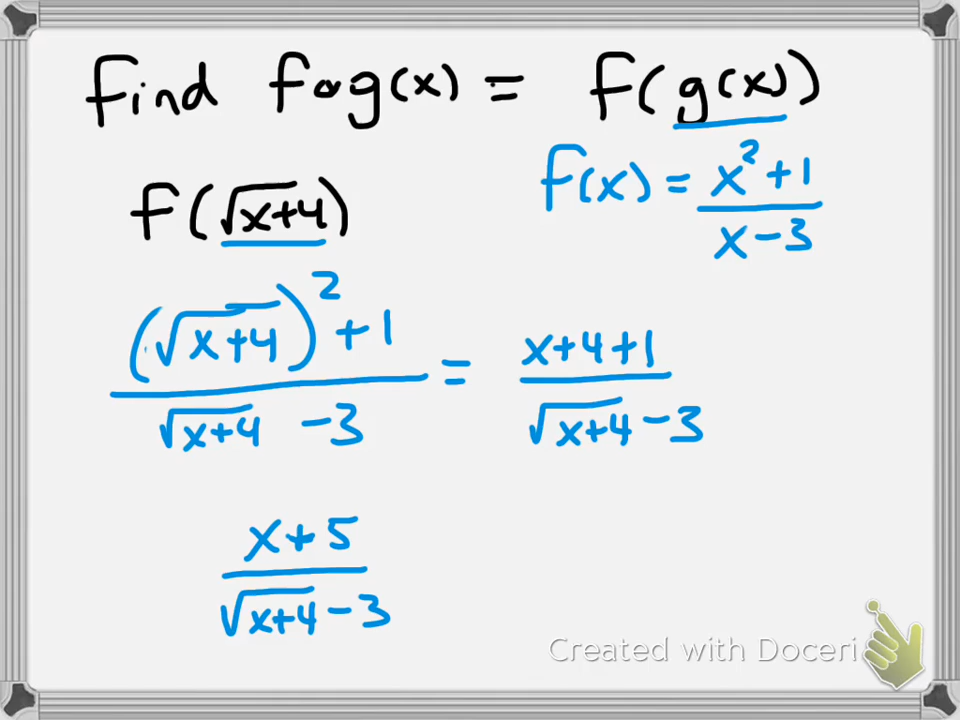 Find fog(x) = f(g(x))
f(x) = x² + 1 / x - 3
f(√x+4)
(√x+4)² + 1 / √x+4 - 3 = x+4+1 / √x+4 - 3
x + 5 / √x+4 - 3
Created with Doceri